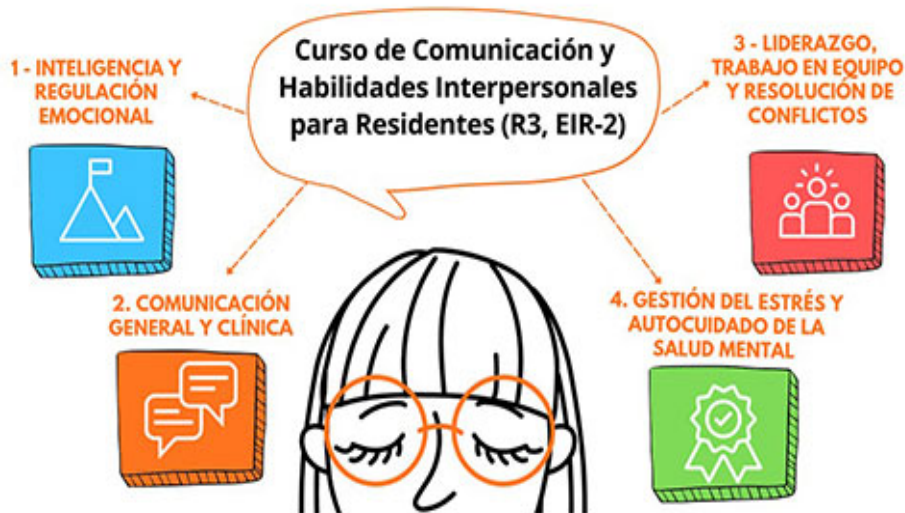 Curso de Comunicación y
Habilidades Interpersonales
para Residentes (R3, EIR-2)
1 - INTELIGENCIA Y
REGULACIÓN
EMOCIONAL
2. COMUNICACIÓN
GENERAL Y CLÍNICA
3 - LIDERAZGO,
TRABAJO EN EQUIPO
Y RESOLUCIÓN DE
CONFLICTOS
4. GESTIÓN DEL ESTRÉS Y
AUTOCUIDADO DE LA
SALUD MENTAL